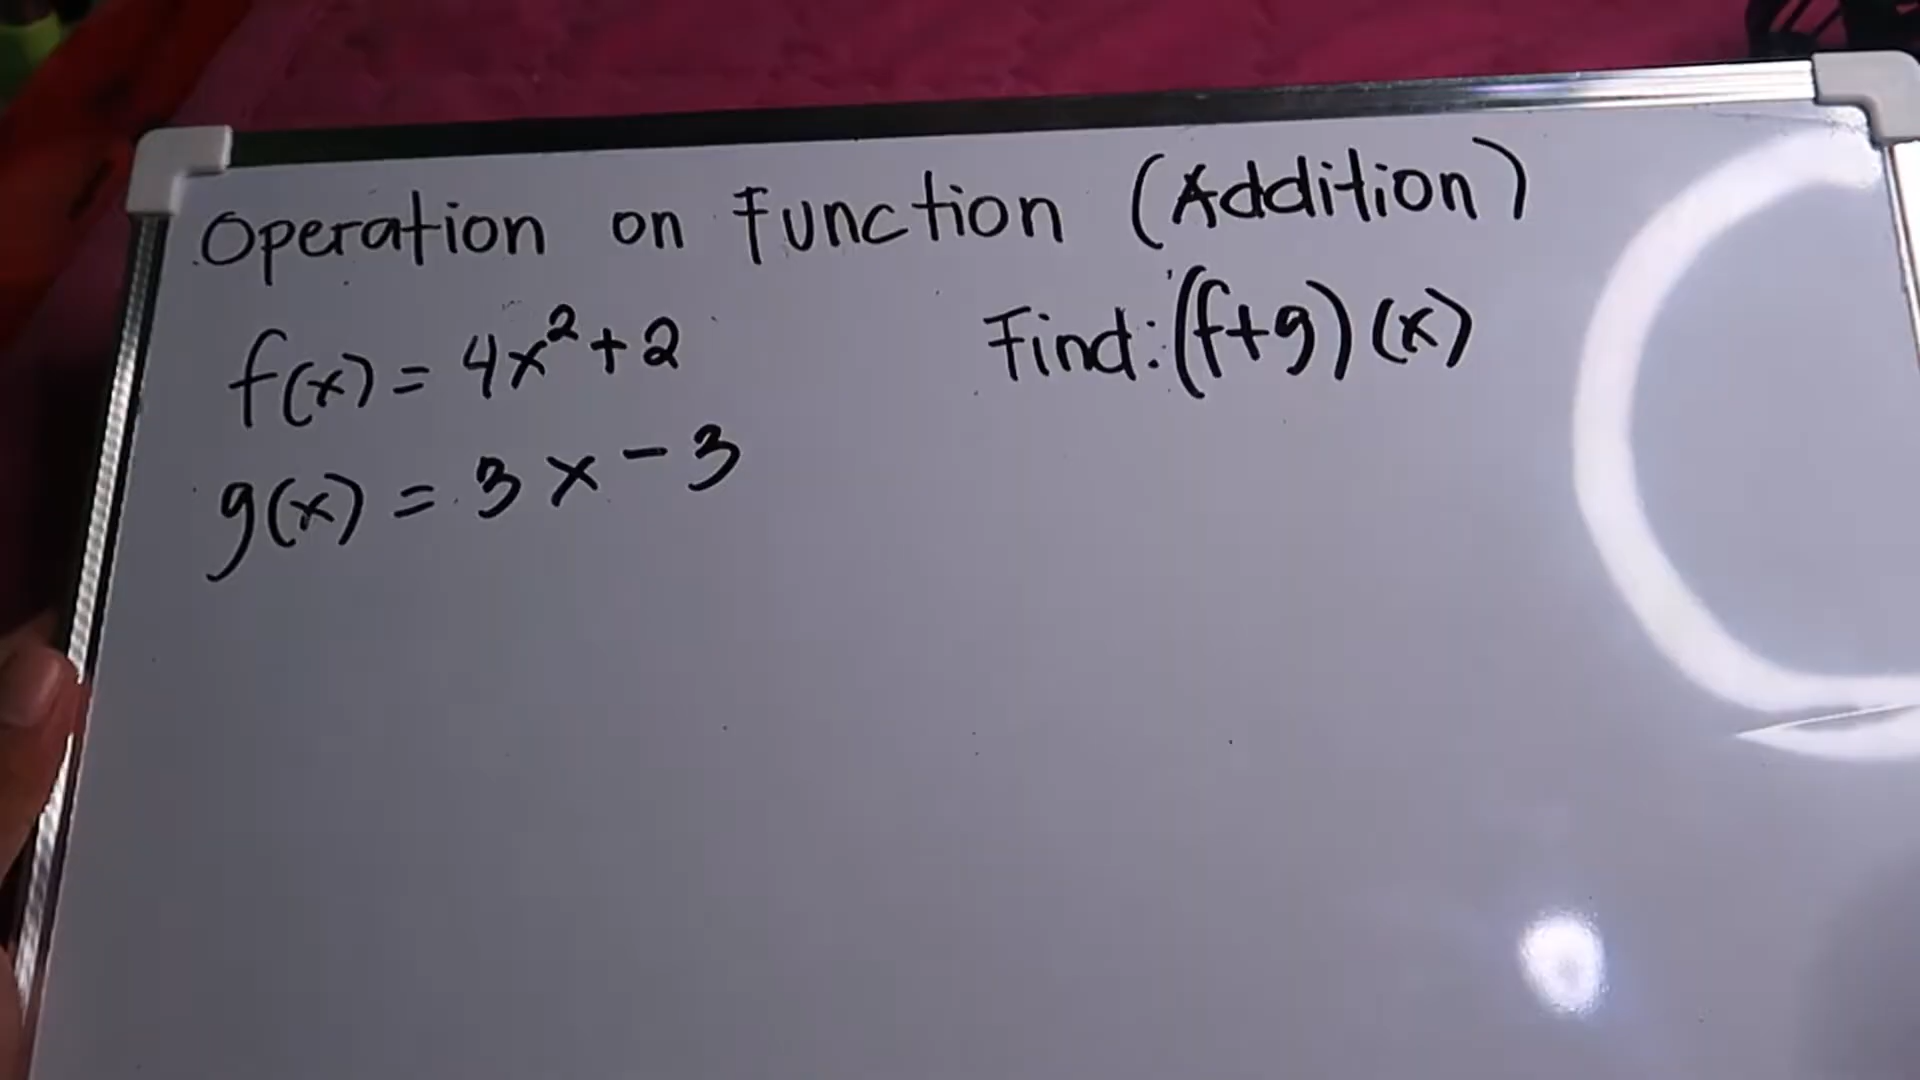 Operation on Function (Addition)
f(x) = 4x²+2
Find: (f+g)(x)
g(x) = 3x-3